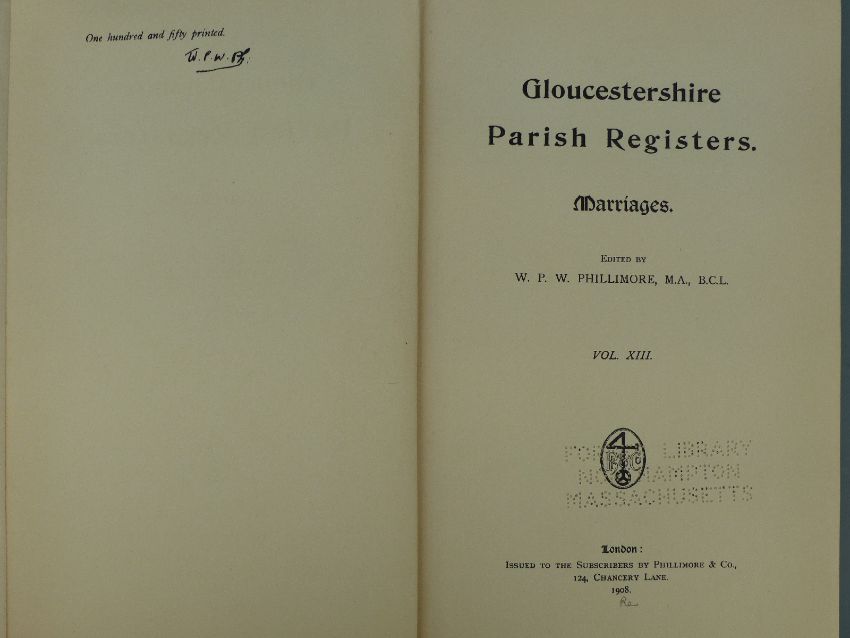 One hundred and fifty printed.
W. P. W. Ph:
Gloucestershire
Parish Registers.
Marriages.
EDITED BY
W. P. W. PHILLIMORE, M.A., B.C.L.
VOL. XIII.
LIBRARY
MASSACHUSETTS
London:
ISSUED TO THE SUBSCRIBERS BY PHILLIMORE & CO.,
124, CHANCERY LANE.
1908.